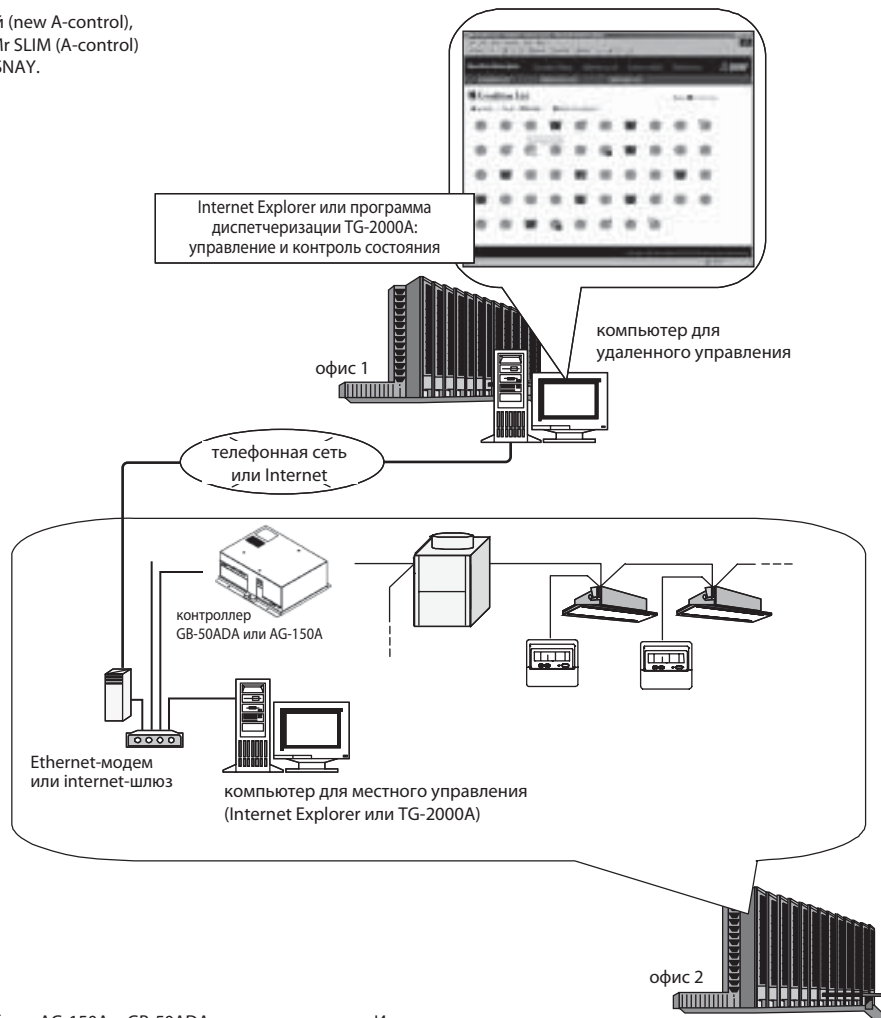 й (new A-control),
Mr SLIM (A-control)
SNAY.
Condition List
Internet Explorer или программа
диспетчеризации TG-2000A:
управление и контроль состояния
компьютер для
удаленного управления
офис 1
телефонная сеть
или Internet
контроллер
GB-50ADA или AG-150A
Ethernet-модем
или internet-шлюз
компьютер для местного управления
(Internet Explorer или TG-2000A)
офис 2